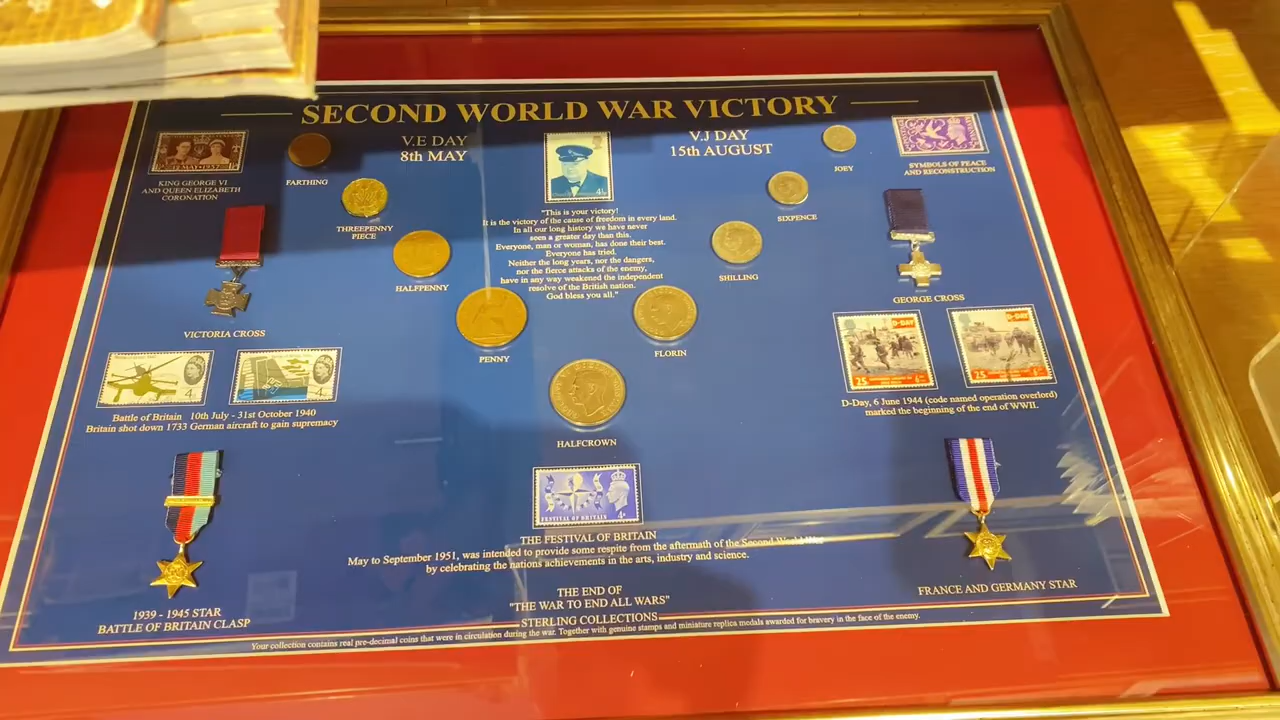 SECOND WORLD WAR VICTORY
V.E DAY
8th MAY
V.J DAY
15th AUGUST
KING GEORGE VI
AND QUEEN ELIZABETH
CORONATION
FARTHING
THREEPENNY
PIECE
HALFPENNY
PENNY
JOEY
SIXPENCE
SHILLING
FLORIN
HALFCROWN
SYMBOLS OF PEACE
AND RECONSTRUCTION
"This is your victory!
It is the victory of the cause of freedom in every land.
In all our long history we have never
seen a greater day than this.
Everyone, man or woman, has done their best.
Everyone has tried.
Neither the long years, nor the dangers,
nor the fierce attacks of the enemy,
have in any way weakened the independent
resolve of the British nation.
God bless you all."
VICTORIA CROSS
GEORGE CROSS
4
4
Battle of Britain 10th July - 31st October 1940
Britain shot down 1733 German aircraft to gain supremacy
D-DAY
25
D-DAY
25
D-Day, 6 June 1944 (code named operation overlord)
marked the beginning of the end of WWII.
FESTIVAL OF BRITAIN
THE FESTIVAL OF BRITAIN
May to September 1951, was intended to provide some respite from the aftermath of the Second World War
by celebrating the nations achievements in the arts, industry and science.
1939 - 1945 STAR
BATTLE OF BRITAIN CLASP
FRANCE AND GERMANY STAR
THE END OF
"THE WAR TO END ALL WARS"
STERLING COLLECTIONS
Your collection contains real pre-decimal coins that were in circulation during the war. Together with genuine stamps and miniature replica medals awarded for bravery in the face of the enemy.